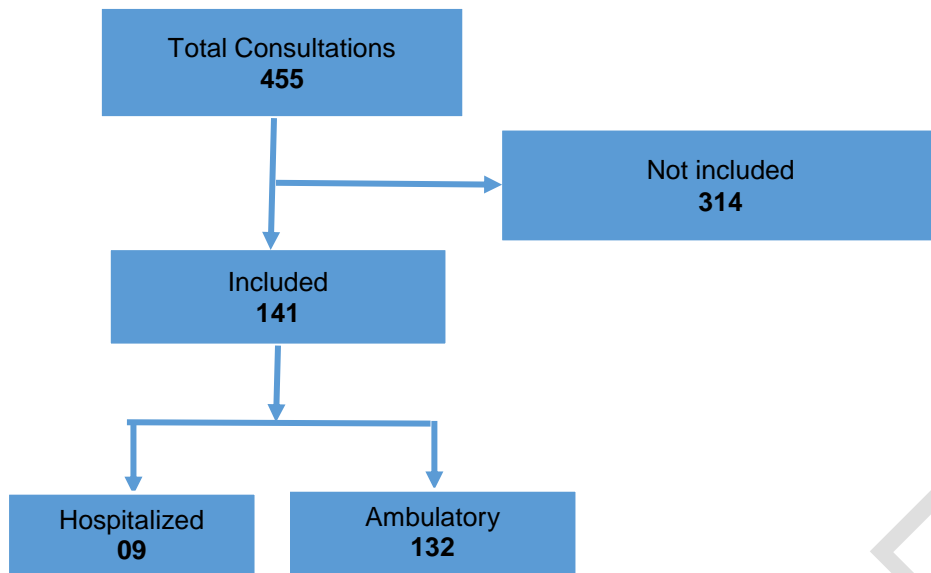 Total Consultations
455
Not included
314
Included
141
Hospitalized
09
Ambulatory
132